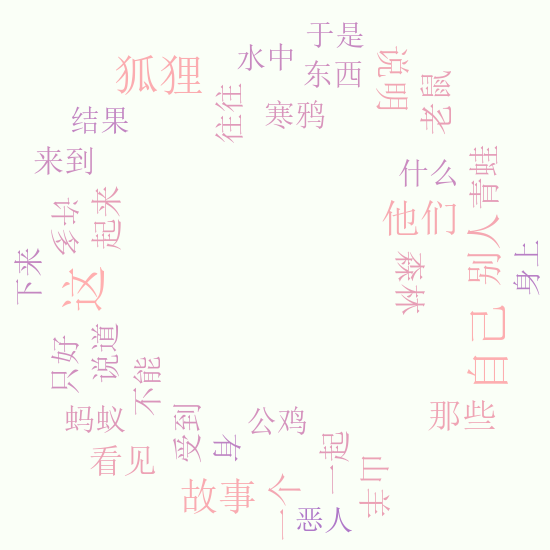 于是
水中
东西
说明
狐狸
老鼠
往往
寒鸦
结果
来到
什么
青蛙
许多
起来
他们
别人
身上
森林
下来
这
自己
只好
说道
不能
蚂蚁
受到
公鸡
那些
看见
一起
山羊
故事
一个
恶人